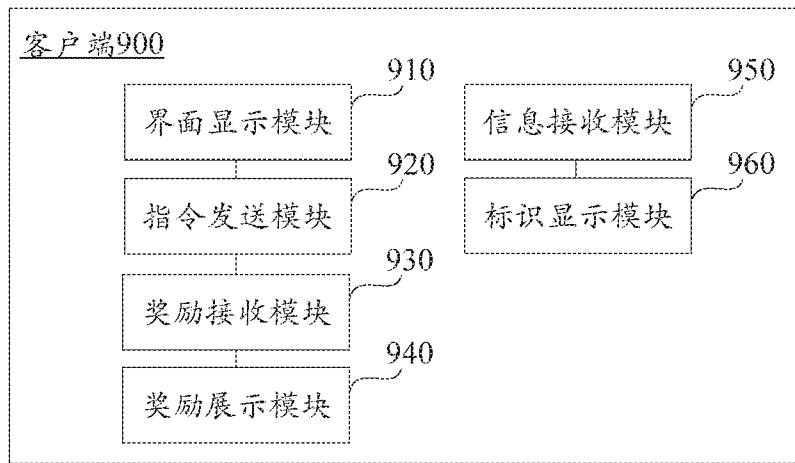 客户端900
910
界面显示模块
920
指令发送模块
930
奖励接收模块
940
奖励展示模块
950
信息接收模块
960
标识显示模块